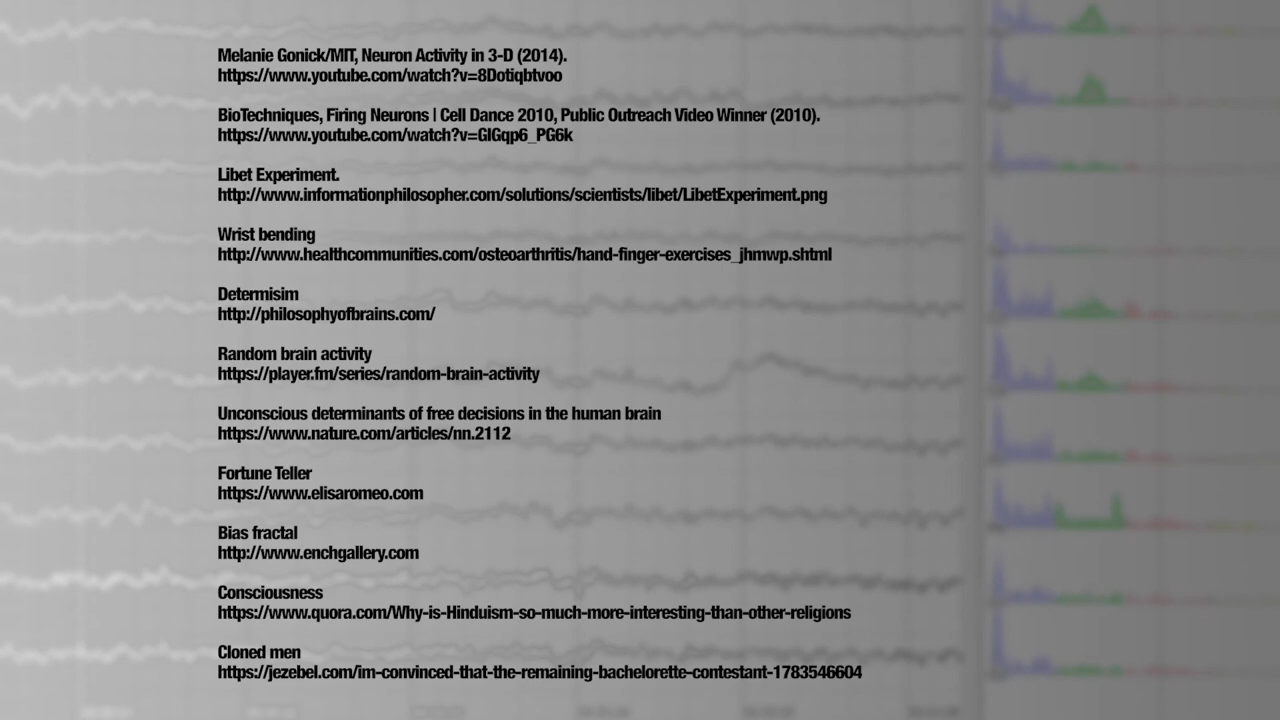 Melanie Gonick/MIT, Neuron Activity in 3-D (2014).
https://www.youtube.com/watch?v=8Dotiqbtvoo
BioTechniques, Firing Neurons | Cell Dance 2010, Public Outreach Video Winner (2010).
https://www.youtube.com/watch?v=GIGqp6_PG6k
Libet Experiment.
http://www.informationphilosopher.com/solutions/scientists/libet/LibetExperiment.png
Wrist bending
http://www.healthcommunities.com/osteoarthritis/hand-finger-exercises_jhmwp.shtml
Determisim
http://philosophyofbrains.com/
Random brain activity
https://player.fm/series/random-brain-activity
Unconscious determinants of free decisions in the human brain
https://www.nature.com/articles/nn.2112
Fortune Teller
https://www.elisaromeo.com
Bias fractal
http://www.enchgallery.com
Consciousness
https://www.quora.com/Why-is-Hinduism-so-much-more-interesting-than-other-religions
Cloned men
https://jezebel.com/im-convinced-that-the-remaining-bachelorette-contestant-1783546604